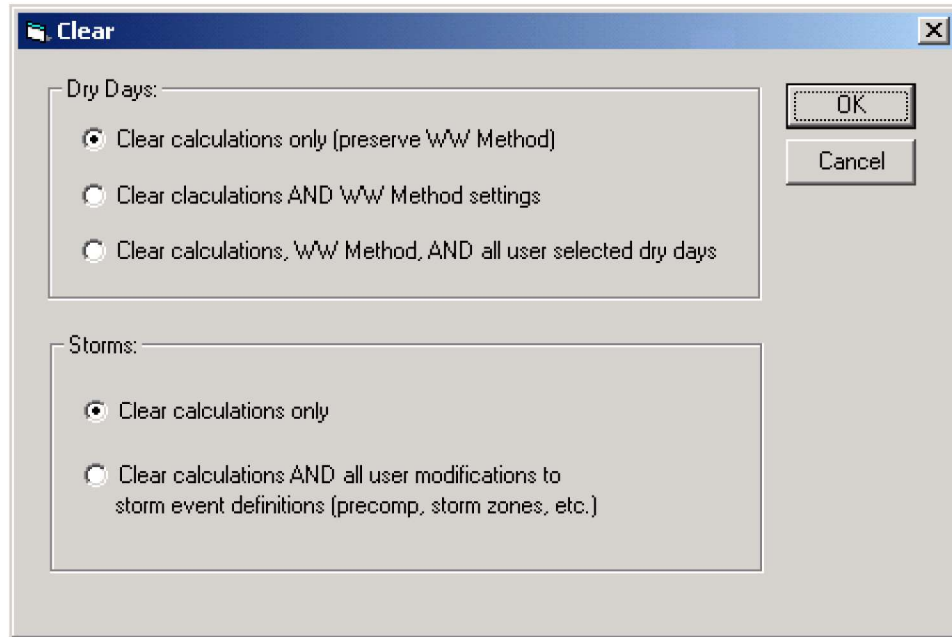 Clear
Dry Days:
Clear calculations only (preserve WW Method)
Clear claculations AND WW Method settings
Clear calculations, WW Method, AND all user selected dry days
OK
Cancel
Storms:
Clear calculations only
Clear calculations AND all user modifications to
storm event definitions (precomp, storm zones, etc.)